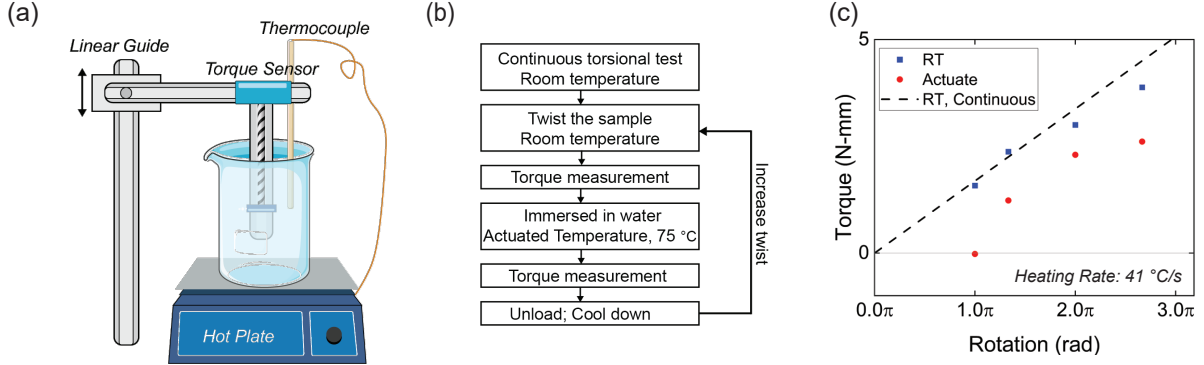 (a)
Linear Guide
Thermocouple
Torque Sensor
Hot Plate
(b)
Continuous torsional test
Room temperature
Twist the sample
Room temperature
Torque measurement
Immersed in water
Actuated Temperature, 75 °C
Torque measurement
Unload; Cool down
Increase twist
(c)
Torque (N-mm)
5
0
-1
RT
Actuate
RT, Continuous
Heating Rate: 41 °C/s
0.0π 1.0π 2.0π 3.0π
Rotation (rad)